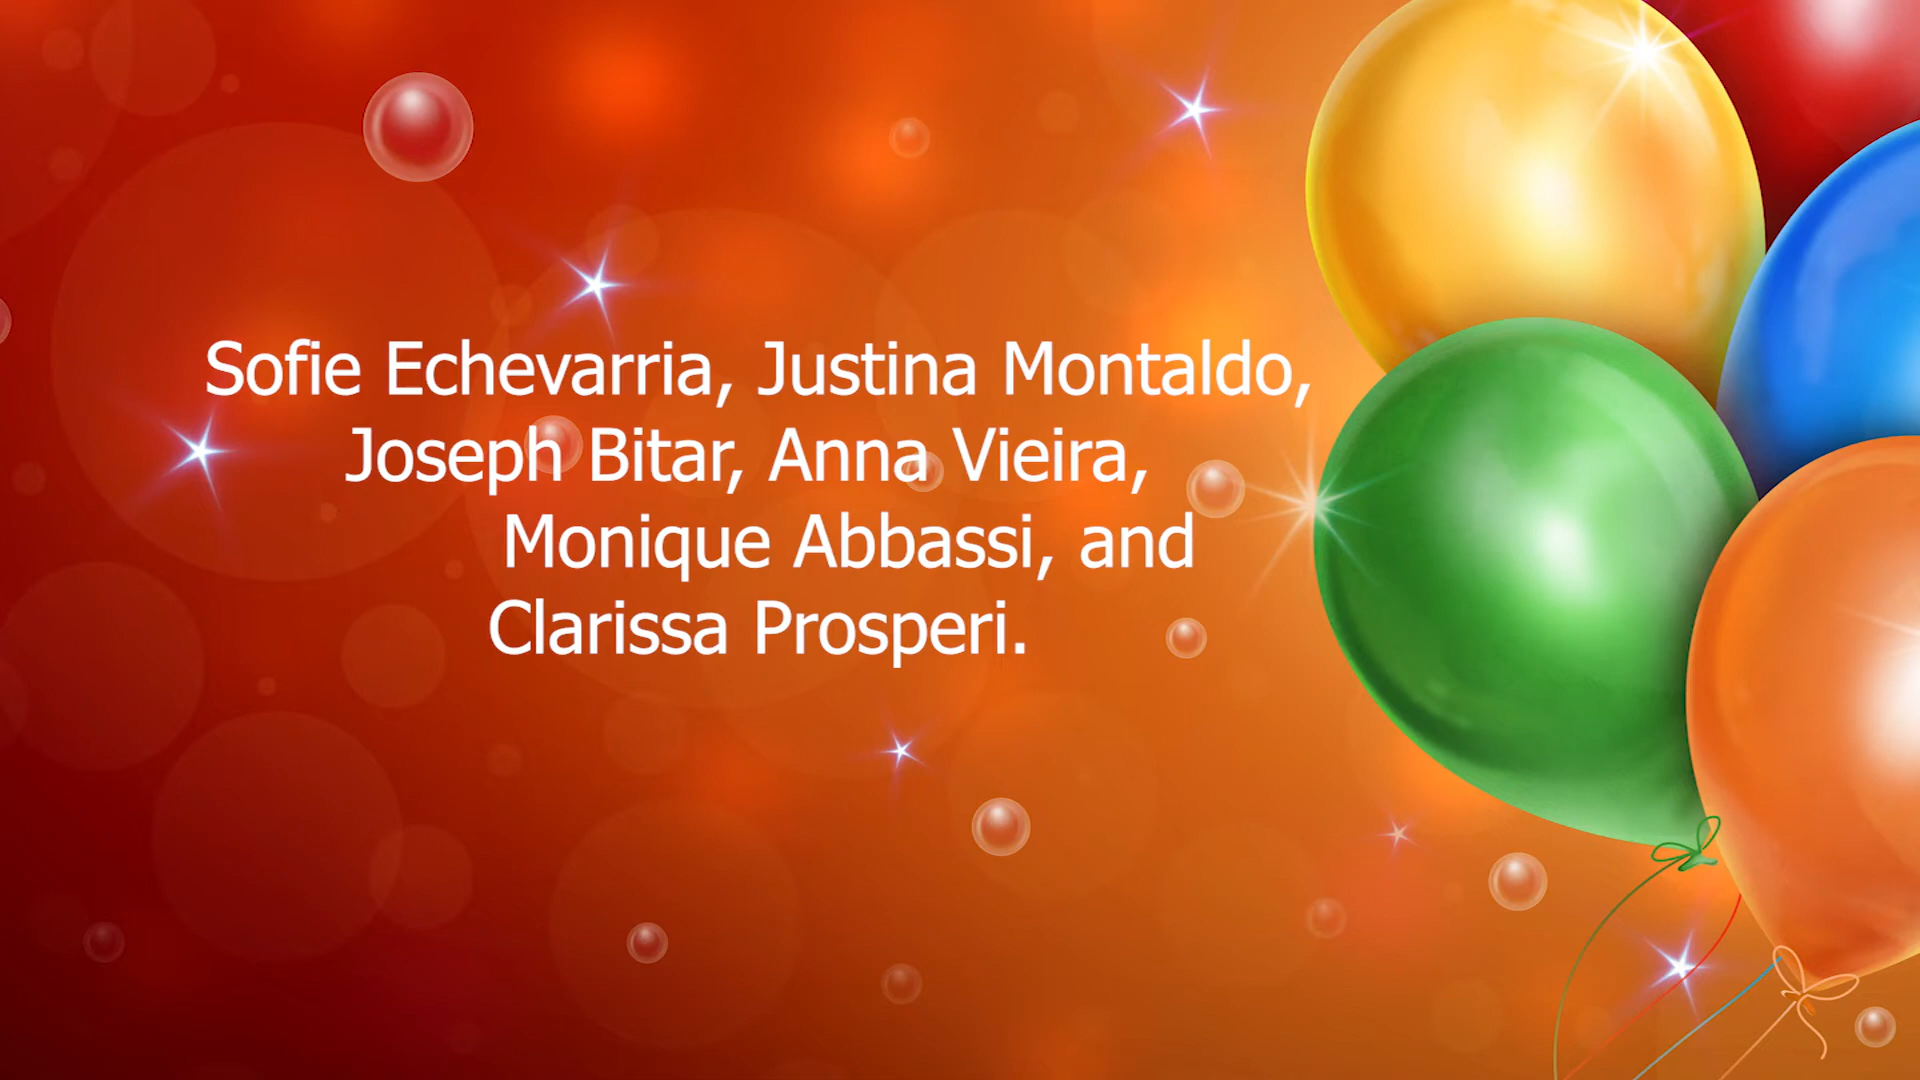 Sofie Echevarria, Justina Montaldo,
Joseph Bitar, Anna Vieira,
Monique Abbassi, and
Clarissa Prosperi.